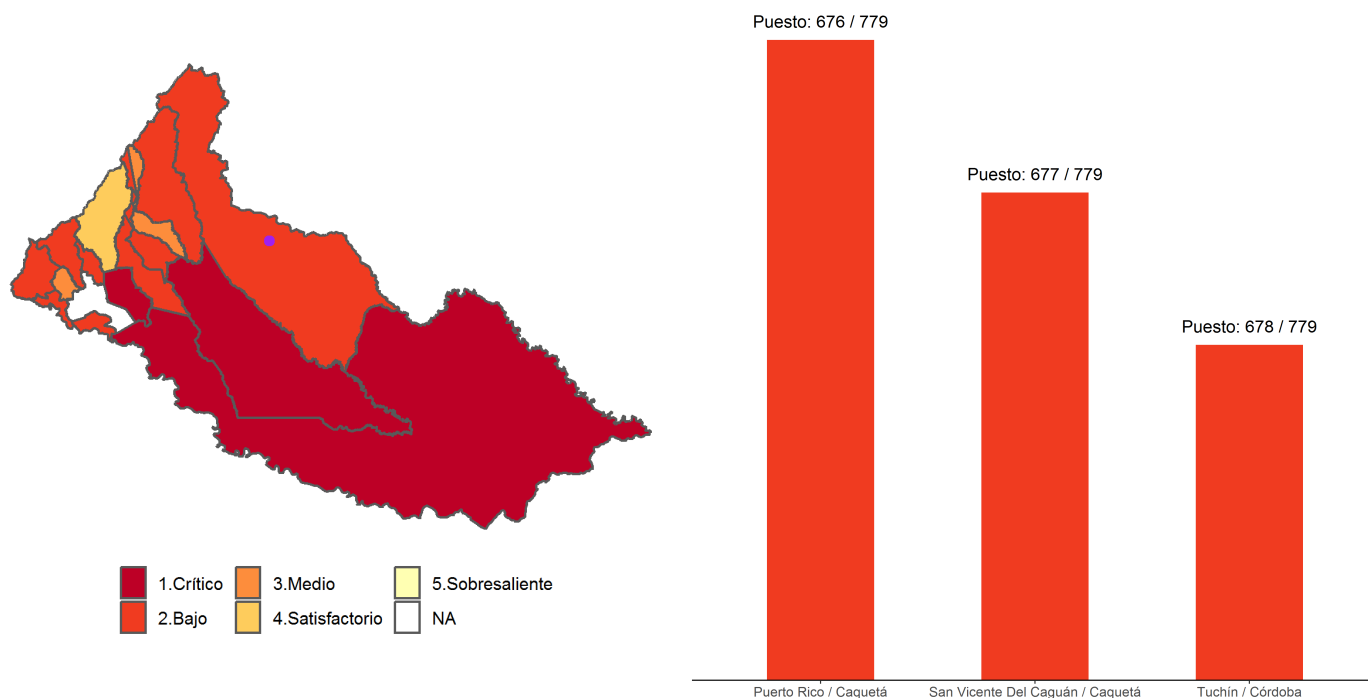 Puesto: 676 / 779
Puesto: 677 / 779
Puesto: 678 / 779
1.Crítico
3.Medio
5.Sobresaliente
2.Bajo
4.Satisfactorio
NA
Puerto Rico / Caquetá
San Vicente Del Caguán / Caquetá
Tuchín / Córdoba